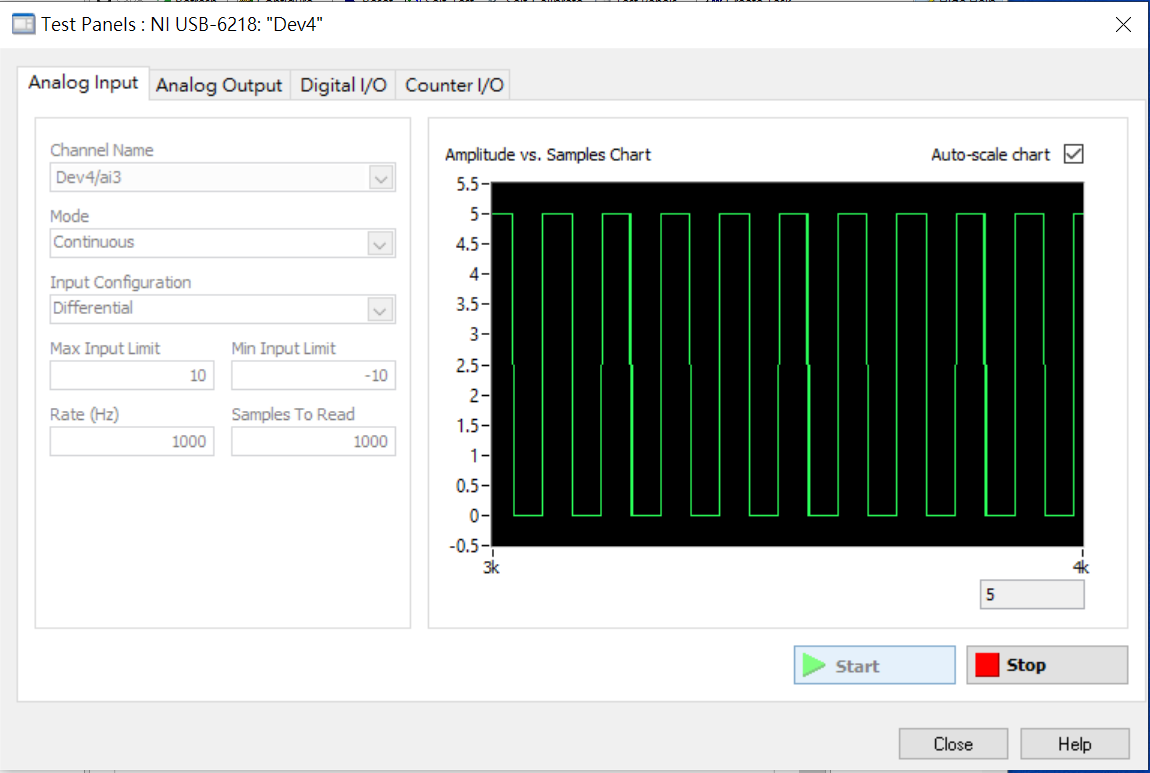 Test Panels : NI USB-6218: "Dev4"
Analog Input
Analog Output
Digital I/O
Counter I/O
Channel Name
Dev4/ai3
Mode
Continuous
Input Configuration
Differential
Max Input Limit
Min Input Limit
10
-10
Rate (Hz)
Samples To Read
1000
1000
Amplitude vs. Samples Chart
Auto-scale chart
5.5
5
4.5
4
3.5
3
2.5
2
1.5
1
0.5
0
-0.5
3k
4k
5
Start
Stop
Close
Help